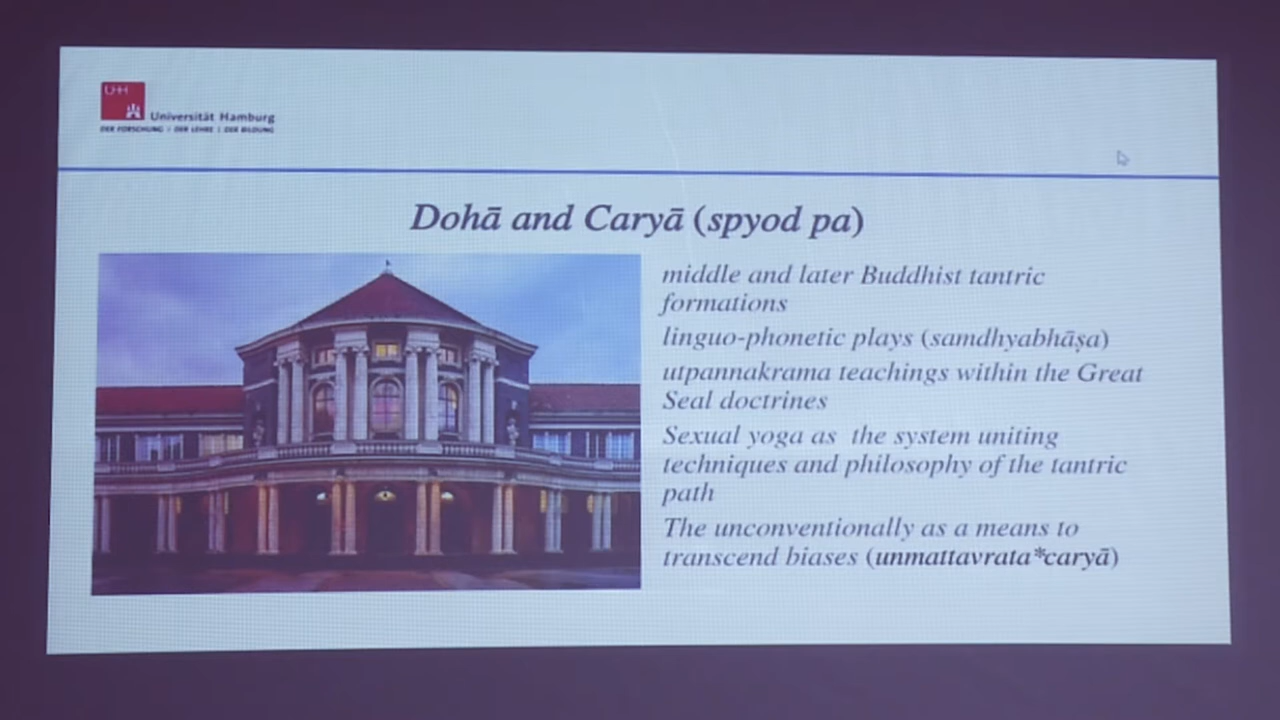 UHH
Universität Hamburg
DER FORSCHUNG | DER LEHRE | DER BILDUNG
Dohā and Caryā (spyod pa)
middle and later Buddhist tantric
formations
linguo-phonetic plays (samdhyabhāṣa)
utpannakrama teachings within the Great
Seal doctrines
Sexual yoga as the system uniting
techniques and philosophy of the tantric
path
The unconventionally as a means to
transcend biases (unmattavrata*caryā)